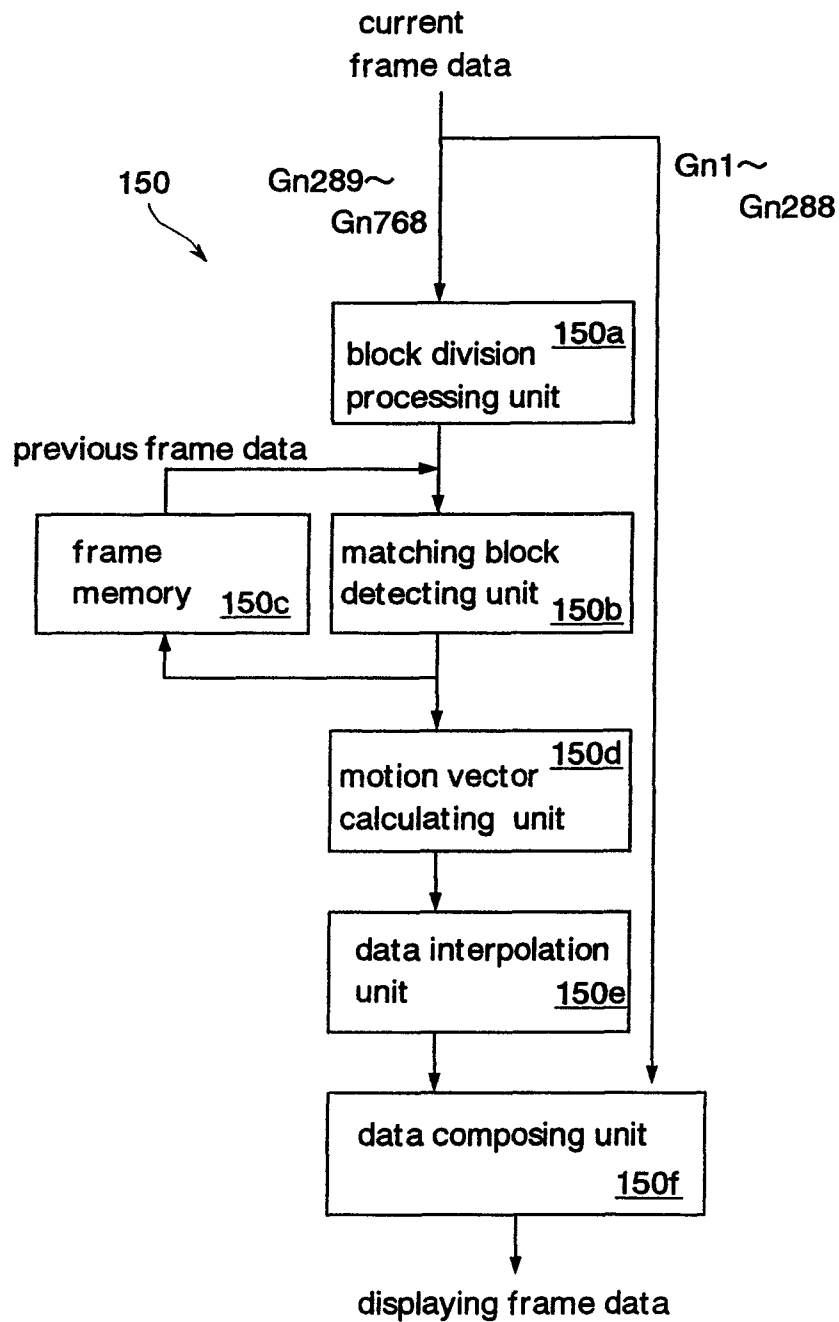 current
frame data
150
Gn289～
Gn768
Gn1～
Gn288
150a
block division
processing unit
previous frame data
frame
memory
150c
matching block
detecting unit
150b
150d
motion vector
calculating unit
data interpolation
unit
150e
data composing unit
150f
displaying frame data